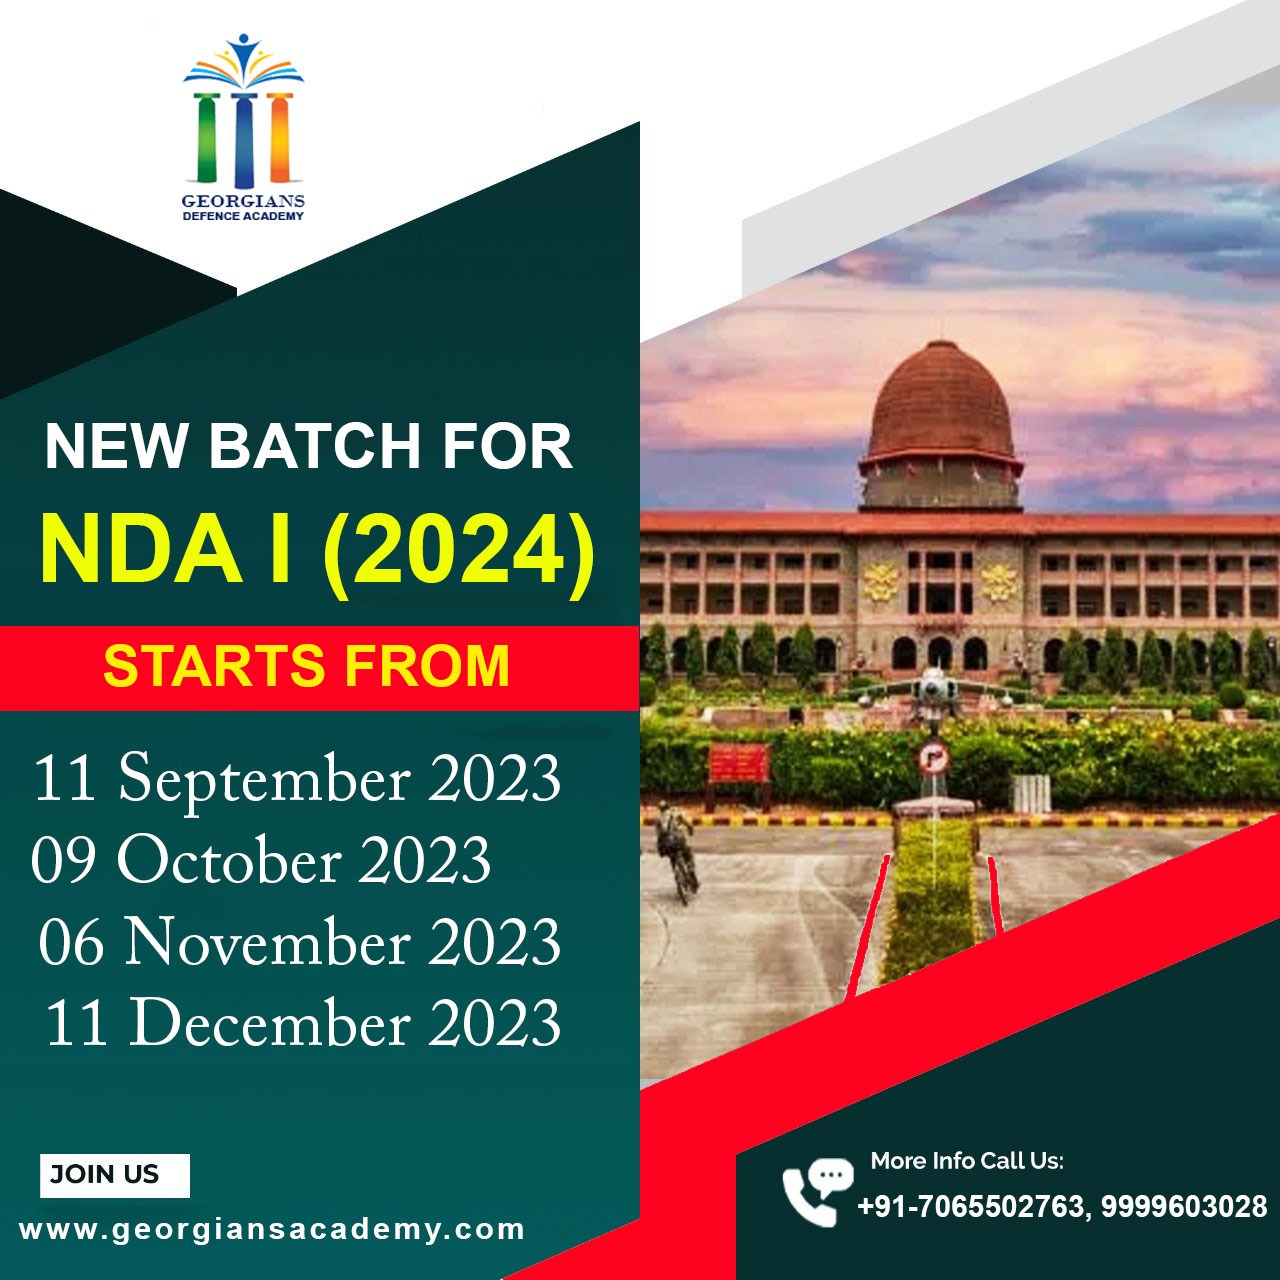 GEORGIANS
DEFENCE ACADEMY
NEW BATCH FOR
NDA I (2024)
STARTS FROM
11 September 2023
09 October 2023
06 November 2023
11 December 2023
JOIN US
www.georgiansacademy.com
More Info Call Us:
+91-7065502763, 9999603028